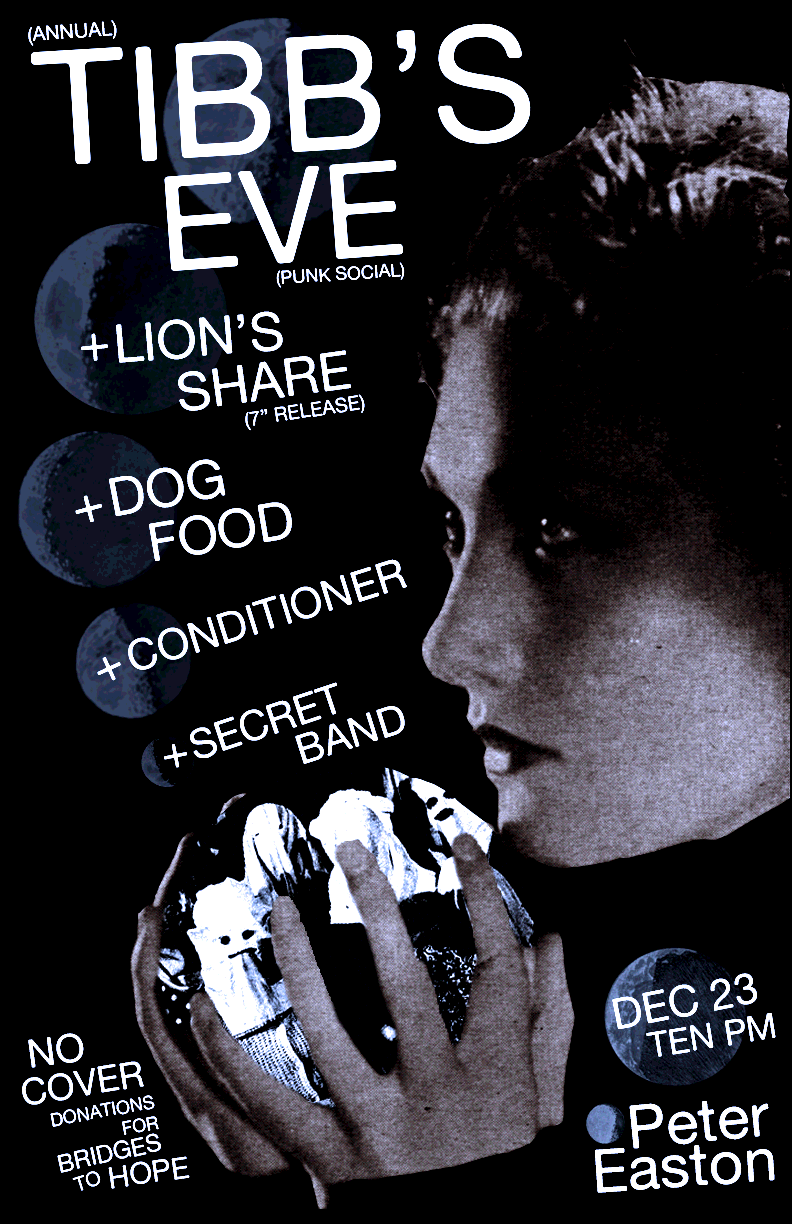 (ANNUAL)
TIBB'S
EVE
(PUNK SOCIAL)
+LION'S
SHARE
(7" RELEASE)
+DOG
FOOD
+CONDITIONER
+SECRET
BAND
DEC 23
TEN PM
NO
COVER
DONATIONS
FOR
BRIDGES
TO HOPE
Peter
Easton